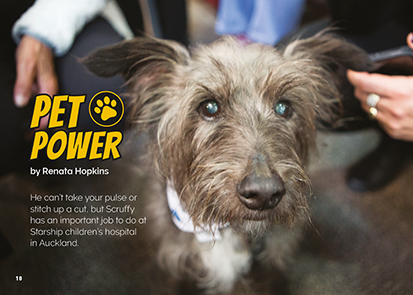 PET
POWER
by Renata Hopkins
He can't take your pulse or
stitch up a cut, but Scruffy
has an important job to do at
Starship children's hospital
in Auckland.
18